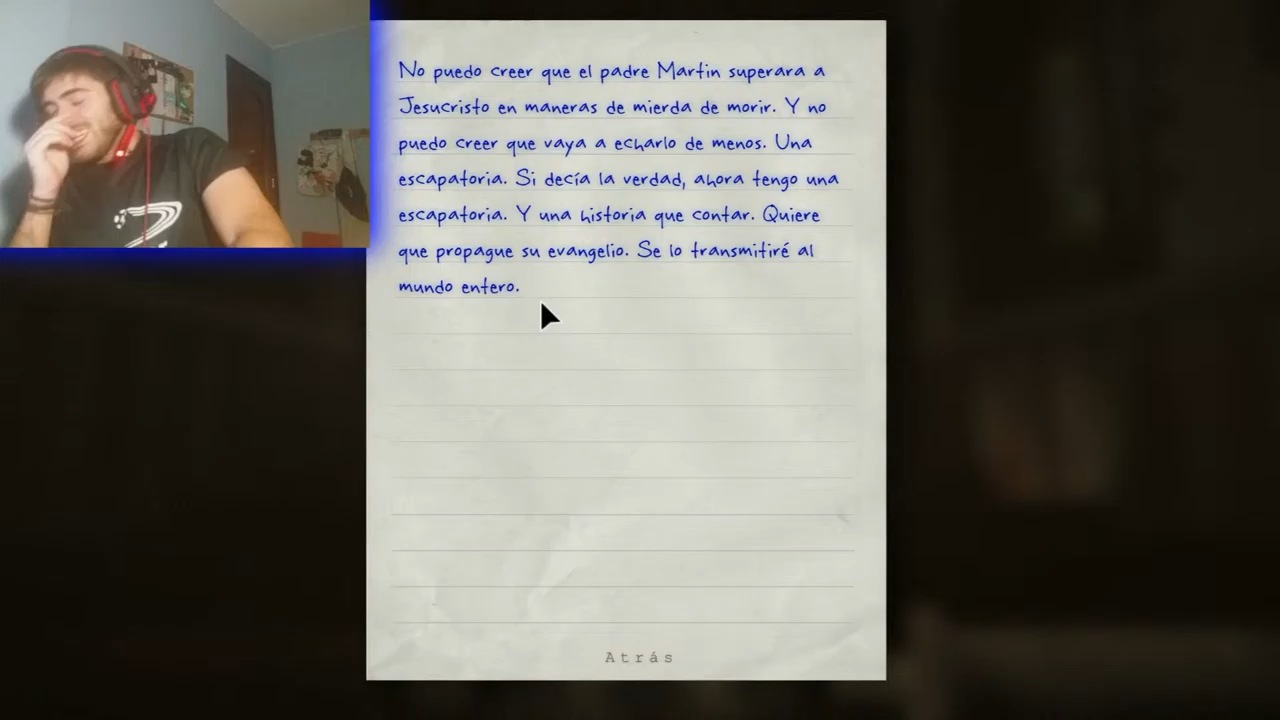 No puedo creer que el padre Martin superara a
Jesucristo en maneras de mierda de morir. Y no
puedo creer que vaya a echarlo de menos. Una
escapatoria. Si decía la verdad, ahora tengo una
escapatoria. Y una historia que contar. Quiere
que propague su evangelio. Se lo transmitiré al
mundo entero.
Atrás